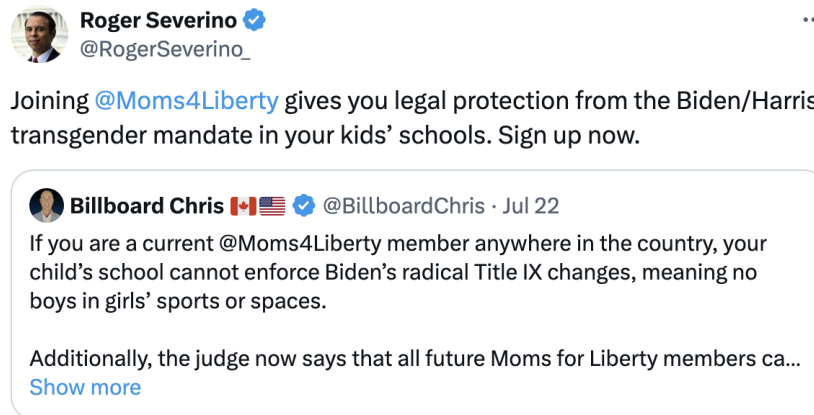 Roger Severino
@RogerSeverino_
Joining @Moms4Liberty gives you legal protection from the Biden/Harris
transgender mandate in your kids’ schools. Sign up now.
Billboard Chris 🇨🇦🇺🇸 @BillboardChris · Jul 22
If you are a current @Moms4Liberty member anywhere in the country, your
child’s school cannot enforce Biden’s radical Title IX changes, meaning no
boys in girls’ sports or spaces.
Additionally, the judge now says that all future Moms for Liberty members ca...
Show more